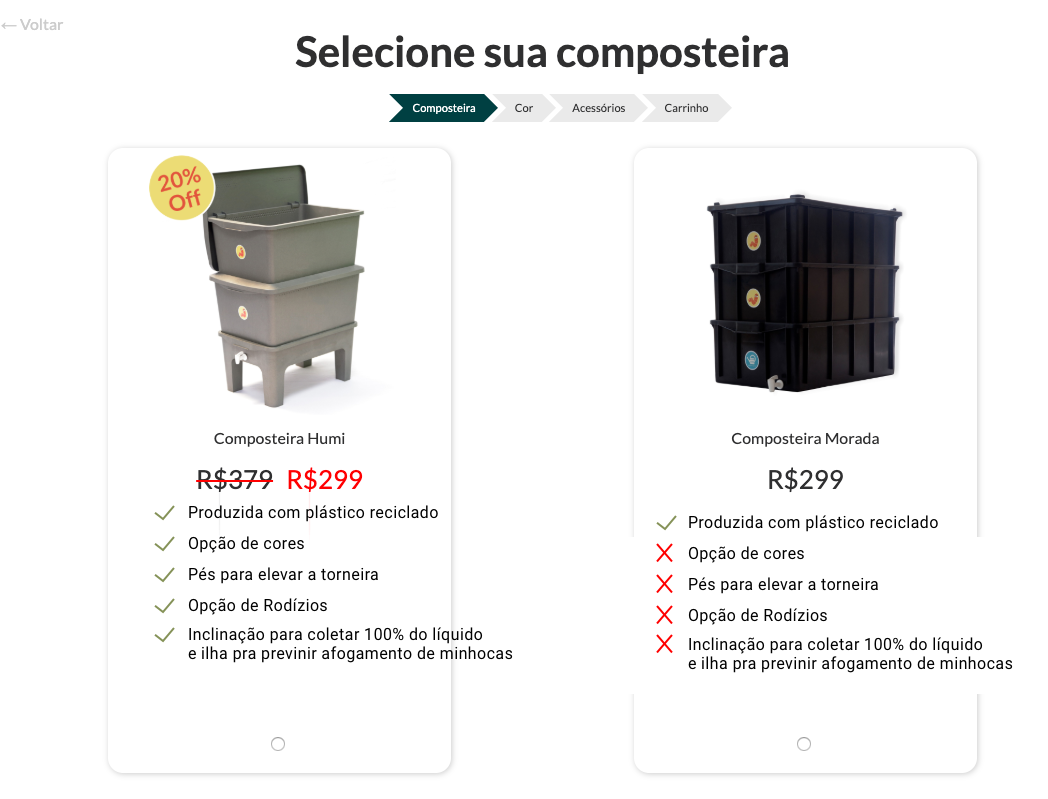 ← Voltar
Selecione sua composteira
Composteira
Cor
Acessórios
Carrinho
20%
Off
Composteira Humi
R$379 R$299
Produzida com plástico reciclado
Opção de cores
Pés para elevar a torneira
Opção de Rodízios
Inclinação para coletar 100% do líquido
e ilha pra previnir afogamento de minhocas
Composteira Morada
R$299
Produzida com plástico reciclado
Opção de cores
Pés para elevar a torneira
Opção de Rodízios
Inclinação para coletar 100% do líquido
e ilha pra previnir afogamento de minhocas